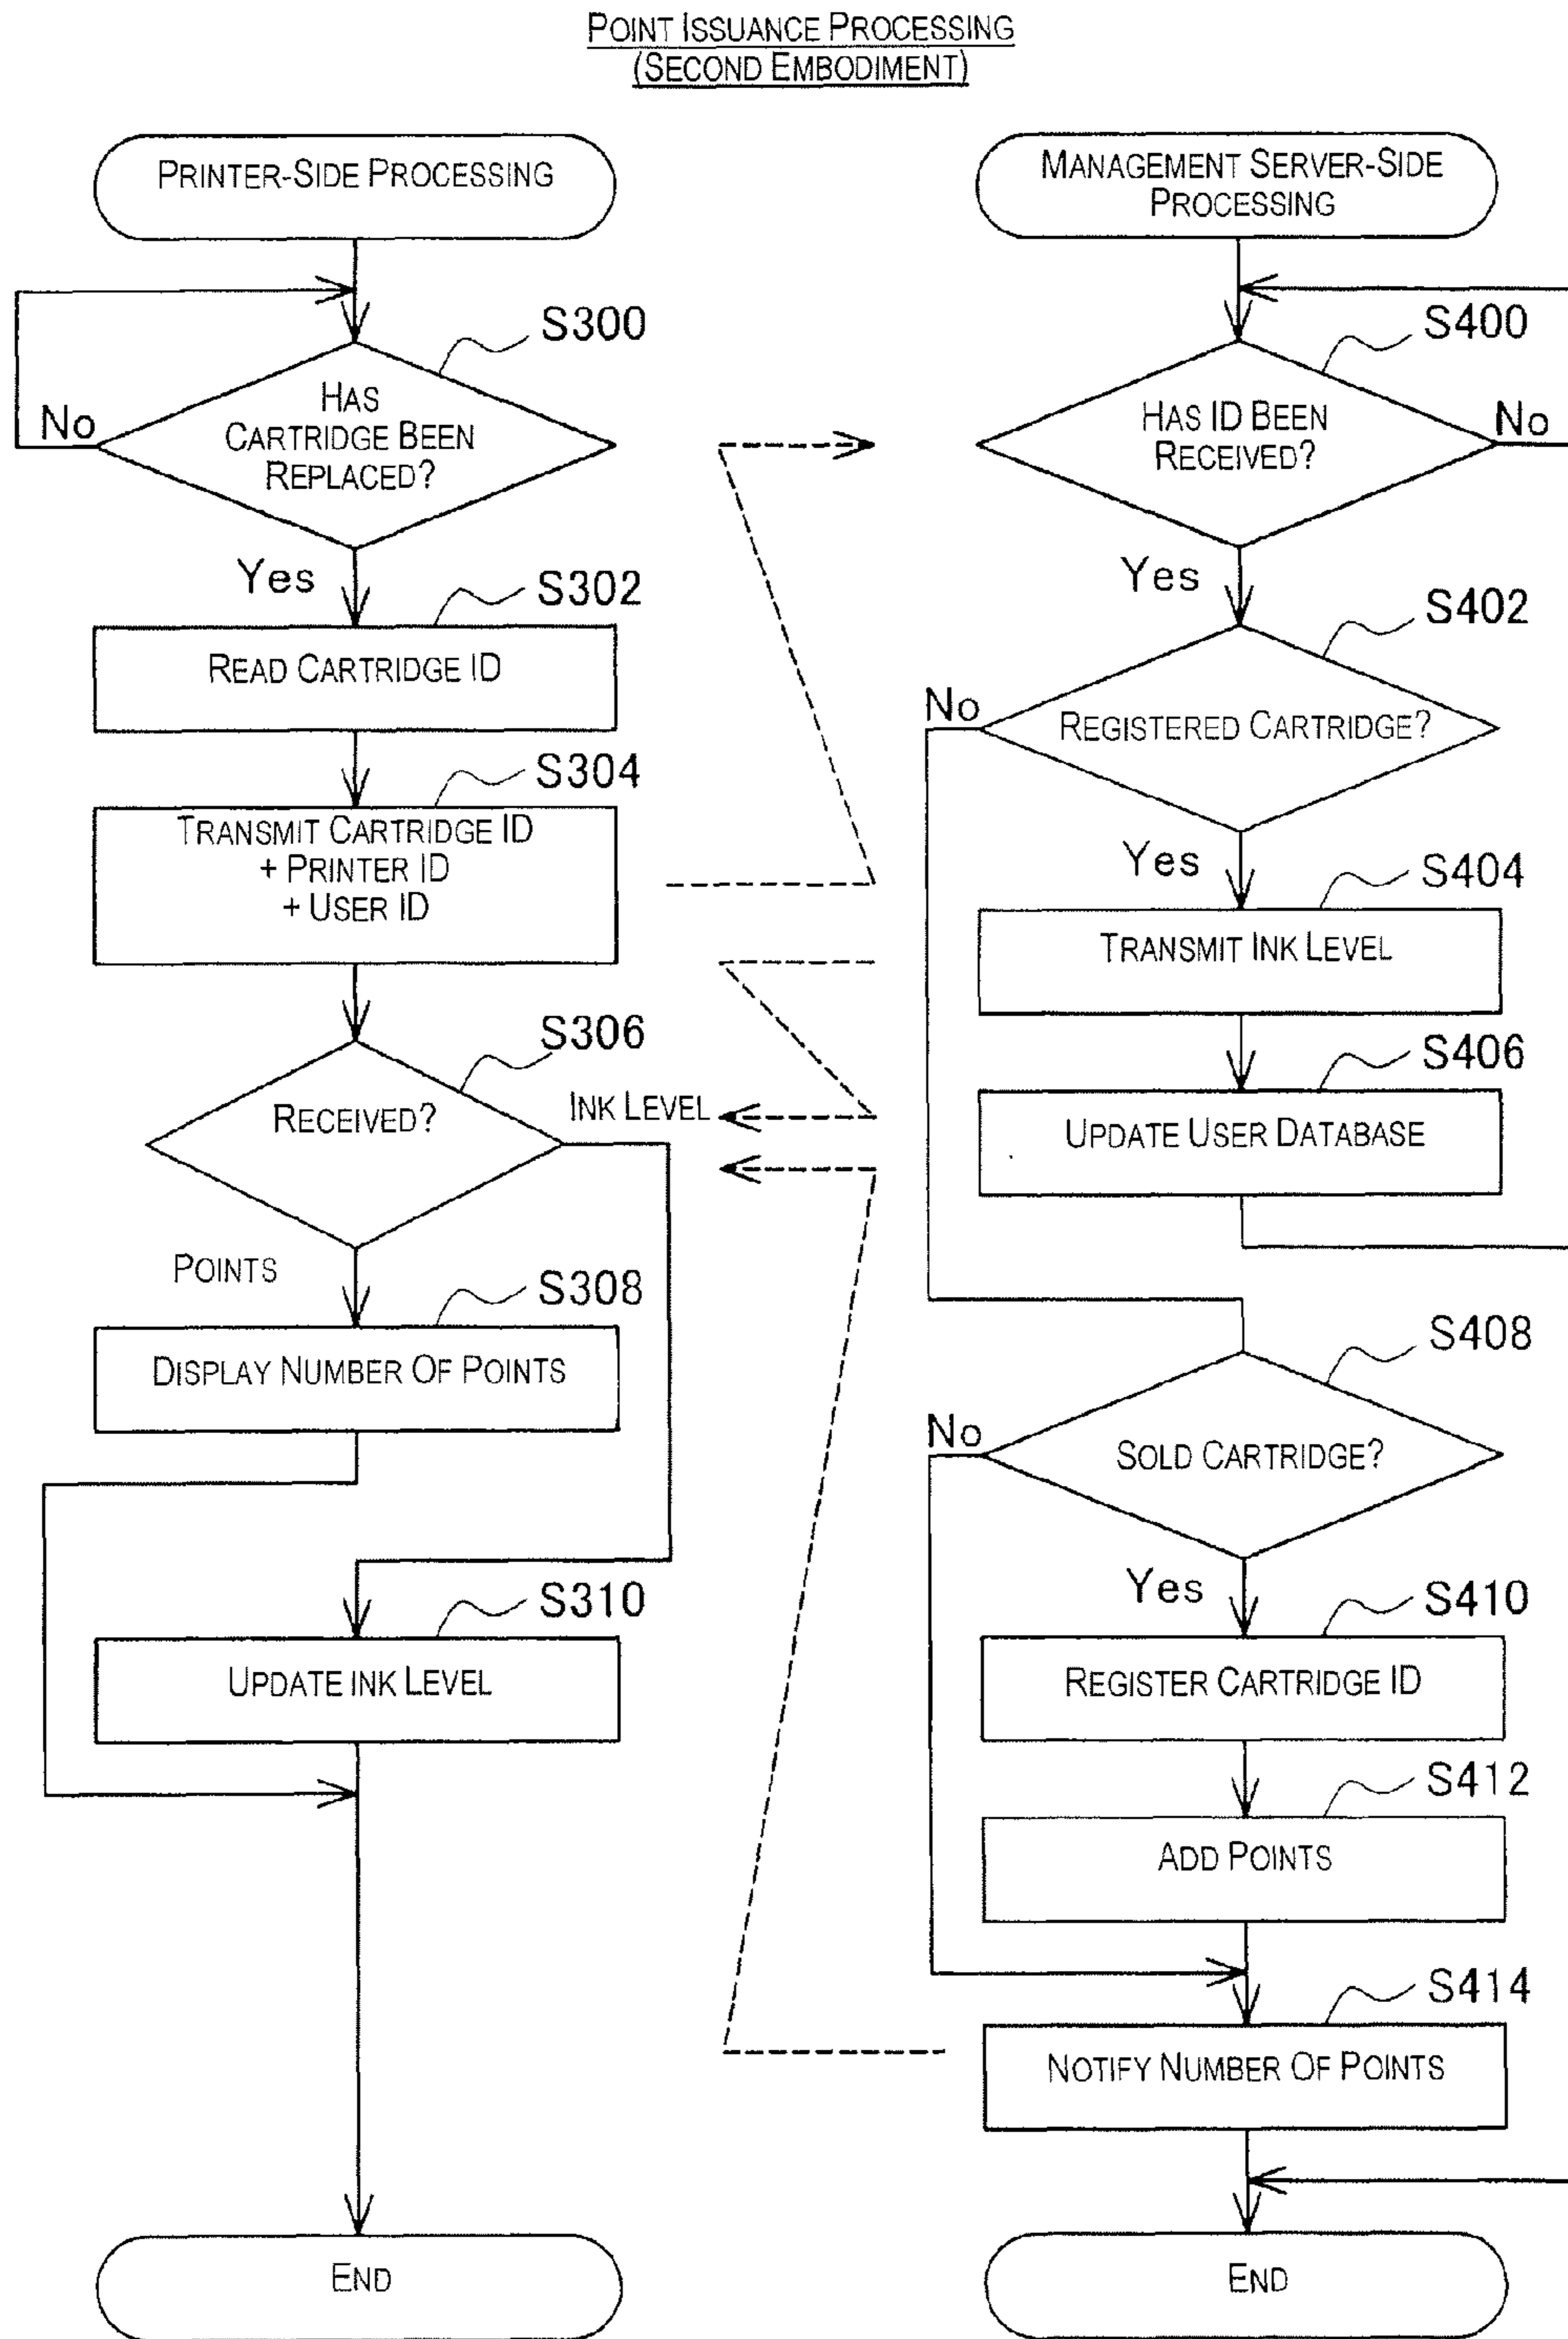 POINT ISSUANCE PROCESSING
(SECOND EMBODIMENT)
PRINTER-SIDE PROCESSING
S300
HAS
CARTRIDGE BEEN
REPLACED?
No
Yes
S302
READ CARTRIDGE ID
S304
TRANSMIT CARTRIDGE ID
+ PRINTER ID
+ USER ID
S306
RECEIVED?
INK LEVEL
POINTS
S308
DISPLAY NUMBER OF POINTS
S310
UPDATE INK LEVEL
END
MANAGEMENT SERVER-SIDE
PROCESSING
S400
HAS ID BEEN
RECEIVED?
No
Yes
S402
No
REGISTERED CARTRIDGE?
Yes
S404
TRANSMIT INK LEVEL
S406
UPDATE USER DATABASE
S408
No
SOLD CARTRIDGE?
Yes
S410
REGISTER CARTRIDGE ID
S412
ADD POINTS
S414
NOTIFY NUMBER OF POINTS
END